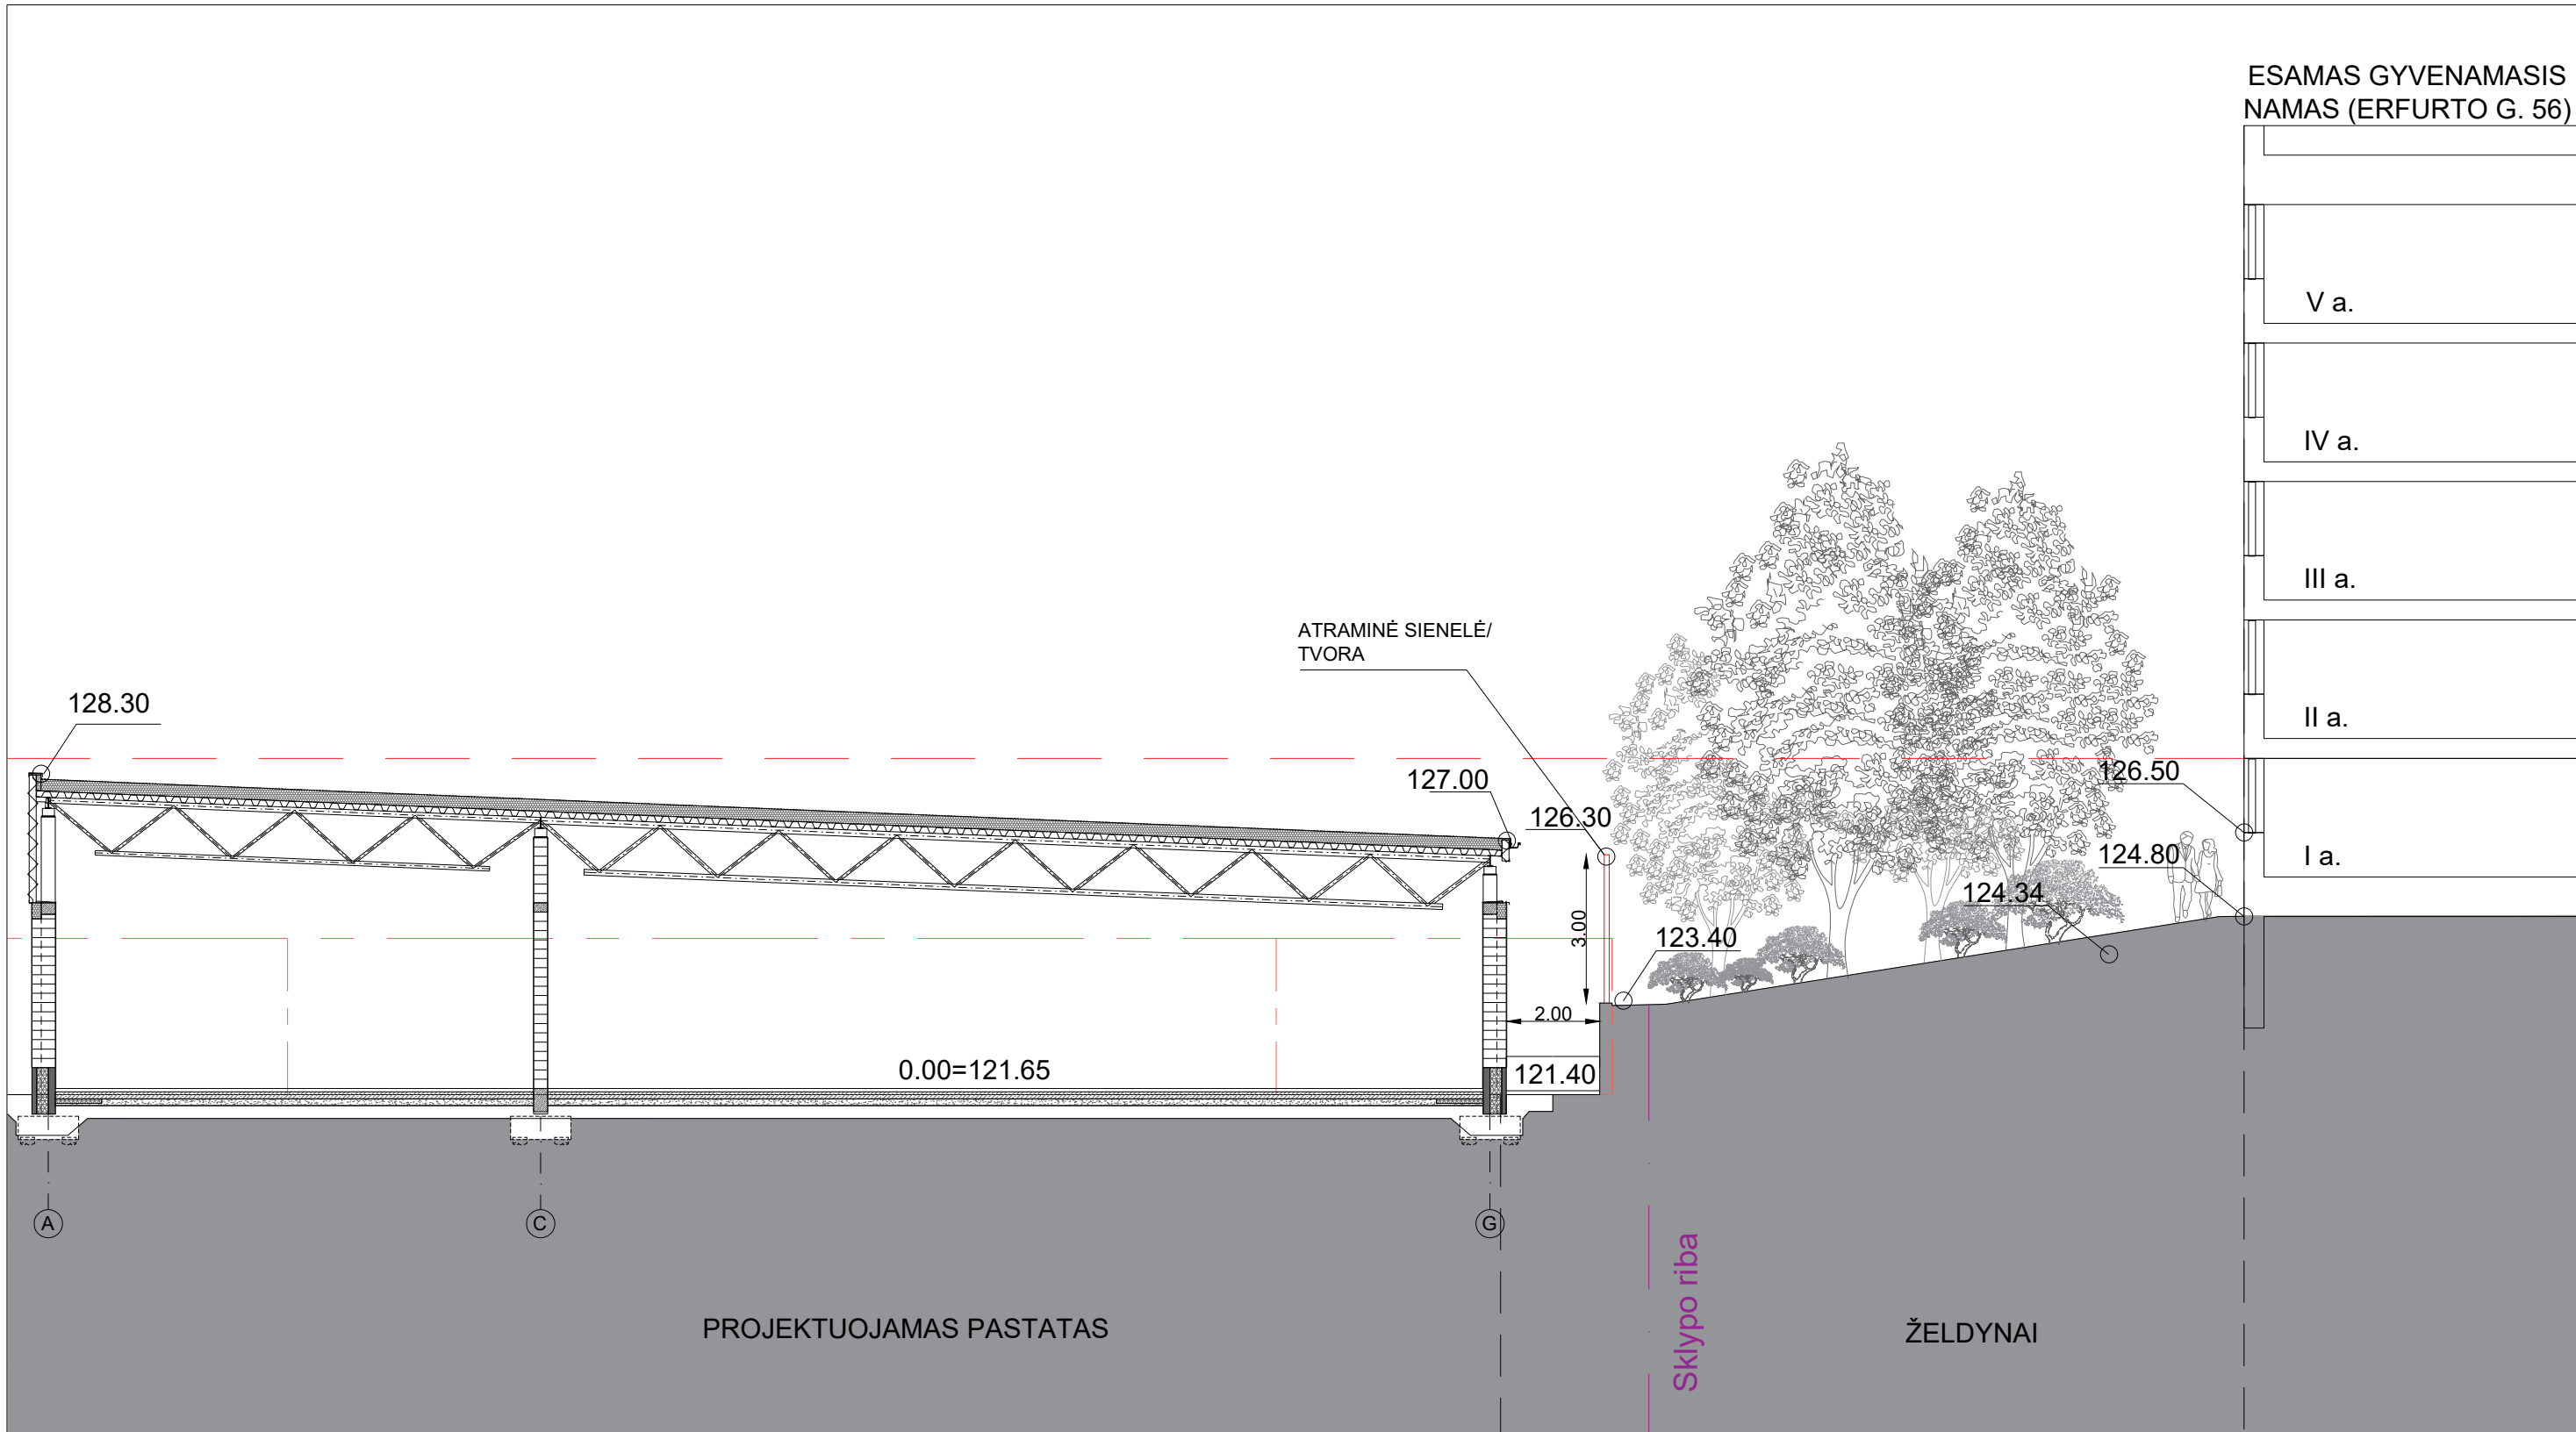 ESAMAS GYVENAMASIS
NAMAS (ERFURTO G. 56)
V a.
IV a.
III a.
II a.
I a.
ATRAMINĖ SIENELĖ/
TVORA
128.30
127.00
126.30
126.50
124.80
124.34
123.40
3.00
2.00
0.00=121.65
121.40
A
C
G
Sklypo riba
PROJEKTUOJAMAS PASTATAS
ŽELDYNAI